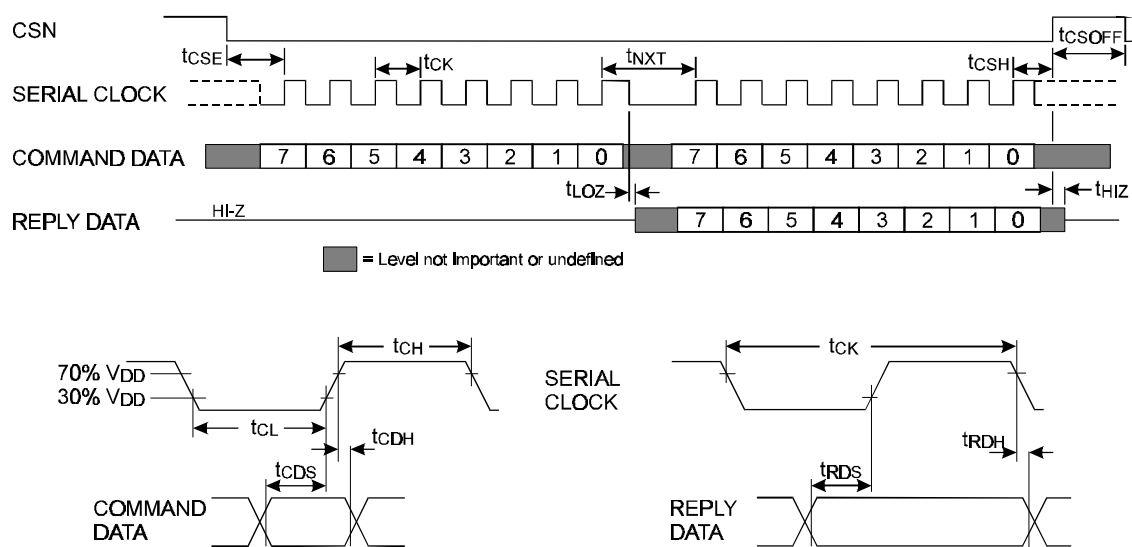 CSN
tCSE
tCK
tNXT
tCSH
tCSOFF
SERIAL CLOCK
COMMAND DATA
7 6 5 4 3 2 1 0 7 6 5 4 3 2 1 0
tLOZ
tHIZ
REPLY DATA
HI-Z
7 6 5 4 3 2 1 0
= Level not Important or undefined
tCH
tCK
70% VDD
30% VDD
SERIAL
CLOCK
tCL
tCDH
tRDH
tCDS
tRDS
COMMAND
DATA
REPLY
DATA